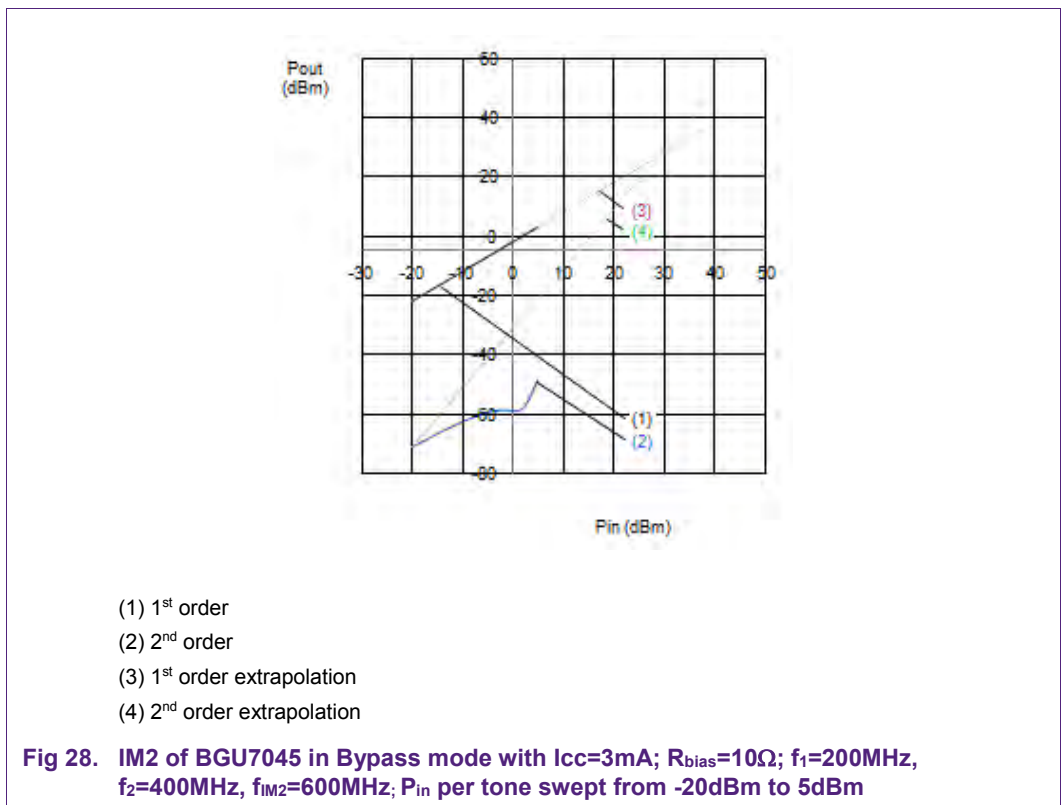 Pout
(dBm)
60
40
20
0
-20
-40
-60
-80
-30 -20 -10 0 10 20 30 40 50
(3)
(4)
(1)
(2)
Pin (dBm)
(1) 1st order
(2) 2nd order
(3) 1st order extrapolation
(4) 2nd order extrapolation
Fig 28. IM2 of BGU7045 in Bypass mode with Icc=3mA; Rbias=10Ω; f1=200MHz,
f2=400MHz, fIM2=600MHz; Pin per tone swept from -20dBm to 5dBm